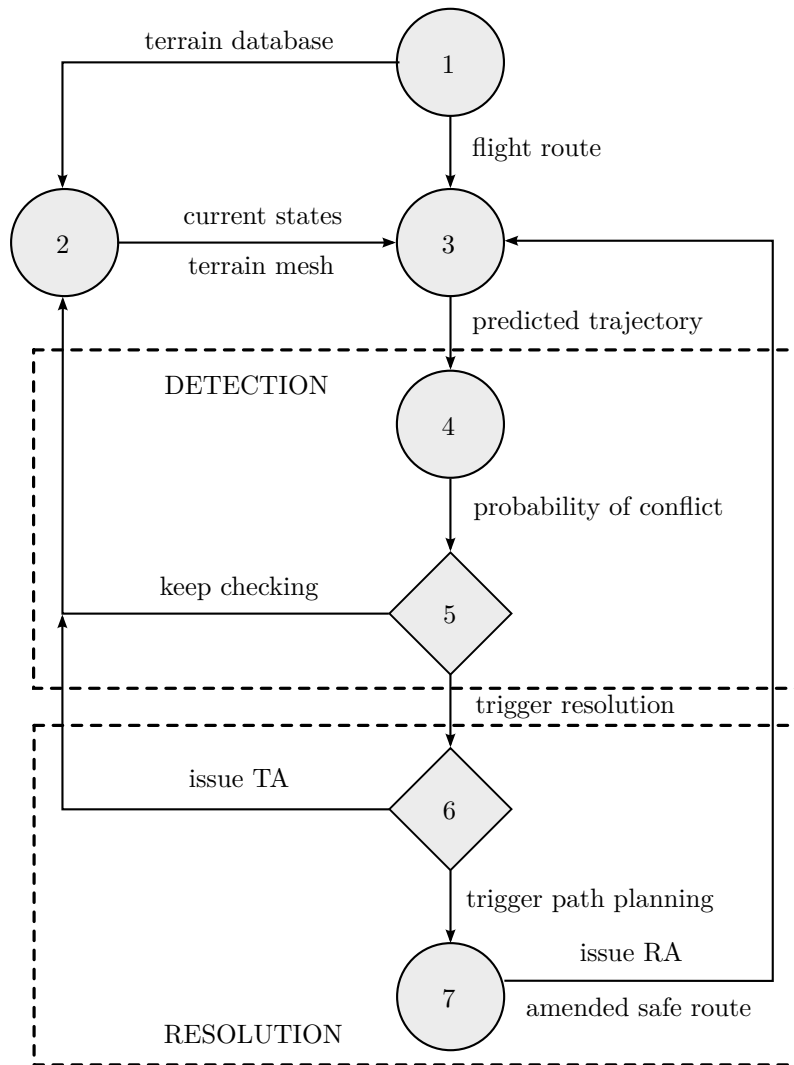 terrain database
1
flight route
current states
2
3
terrain mesh
predicted trajectory
DETECTION
4
probability of conflict
keep checking
5
trigger resolution
issue TA
6
trigger path planning
issue RA
7
amended safe route
RESOLUTION